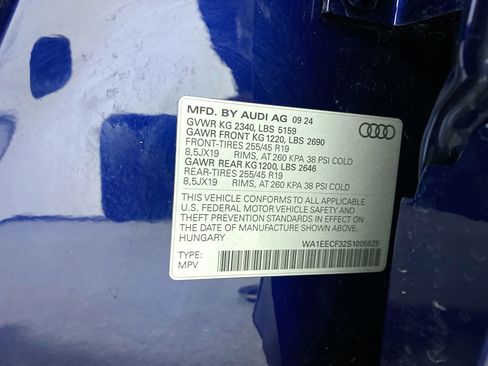 MFD. BY AUDI AG 09 24
GVWR KG 2340, LBS 5159
GAWR FRONT KG 1220, LBS 2690
FRONT-TIRES 255/45 R19
8,5JX19 RIMS, AT 260 KPA 38 PSI COLD
GAWR REAR KG1200, LBS 2646
REAR-TIRES 255/45 R19
8,5JX19 RIMS, AT 260 KPA 38 PSI COLD
THIS VEHICLE CONFORMS TO ALL APPLICABLE
U.S. FEDERAL MOTOR VEHICLE SAFETY AND
THEFT PREVENTION STANDARDS IN EFFECT ON
THE DATE OF MANUFACTURE SHOWN ABOVE.
HUNGARY WA1EECF32S1005525
TYPE:
MPV